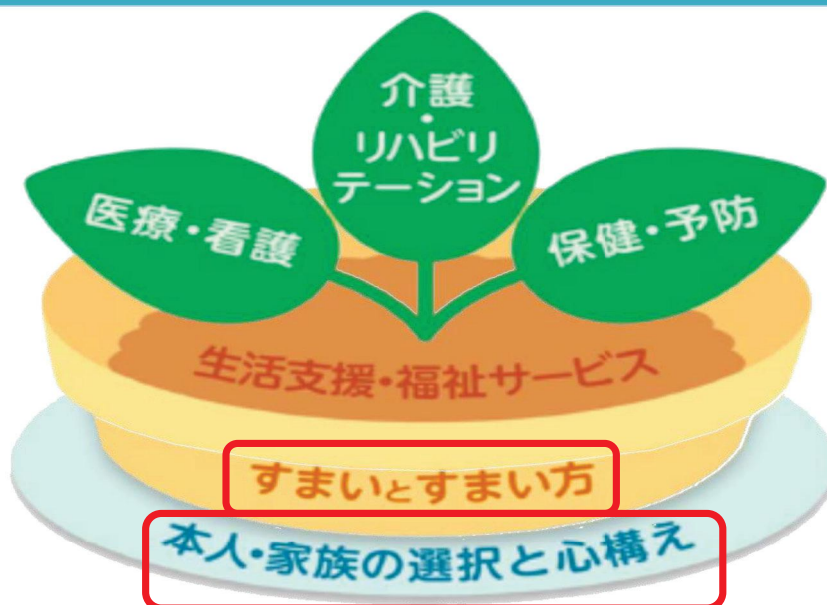 介護
・
リハビリ
テーション
医療・看護
保健・予防
生活支援・福祉サービス
すまいとすまい方
本人・家族の選択と心構え